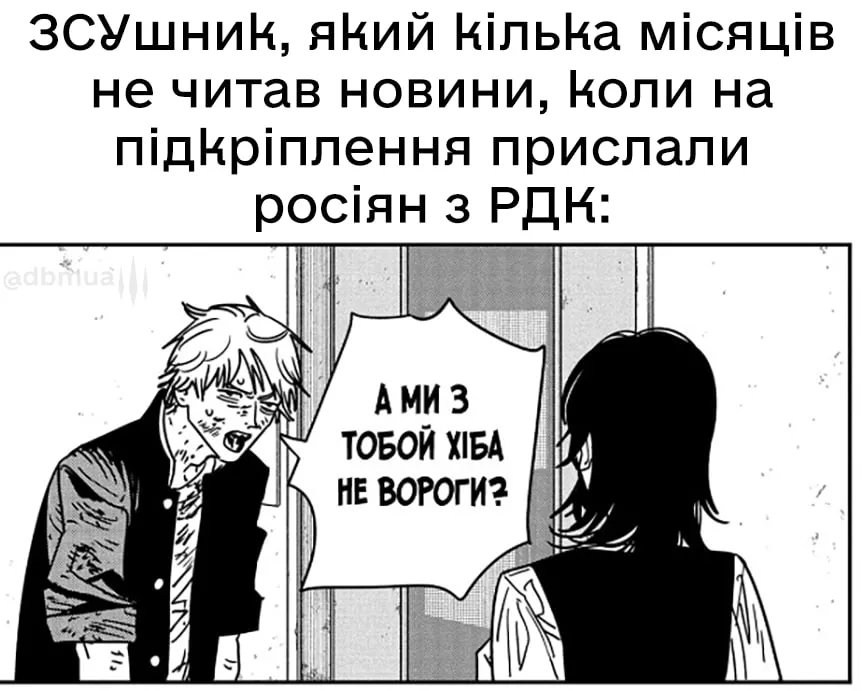 ЗСУшник, який кілька місяців
не читав новини, коли на
підкріплення прислали
росіян з РДК:
@dbmua
А МИ З
ТОБОЙ ХІБА
НЕ ВОРОГИ?